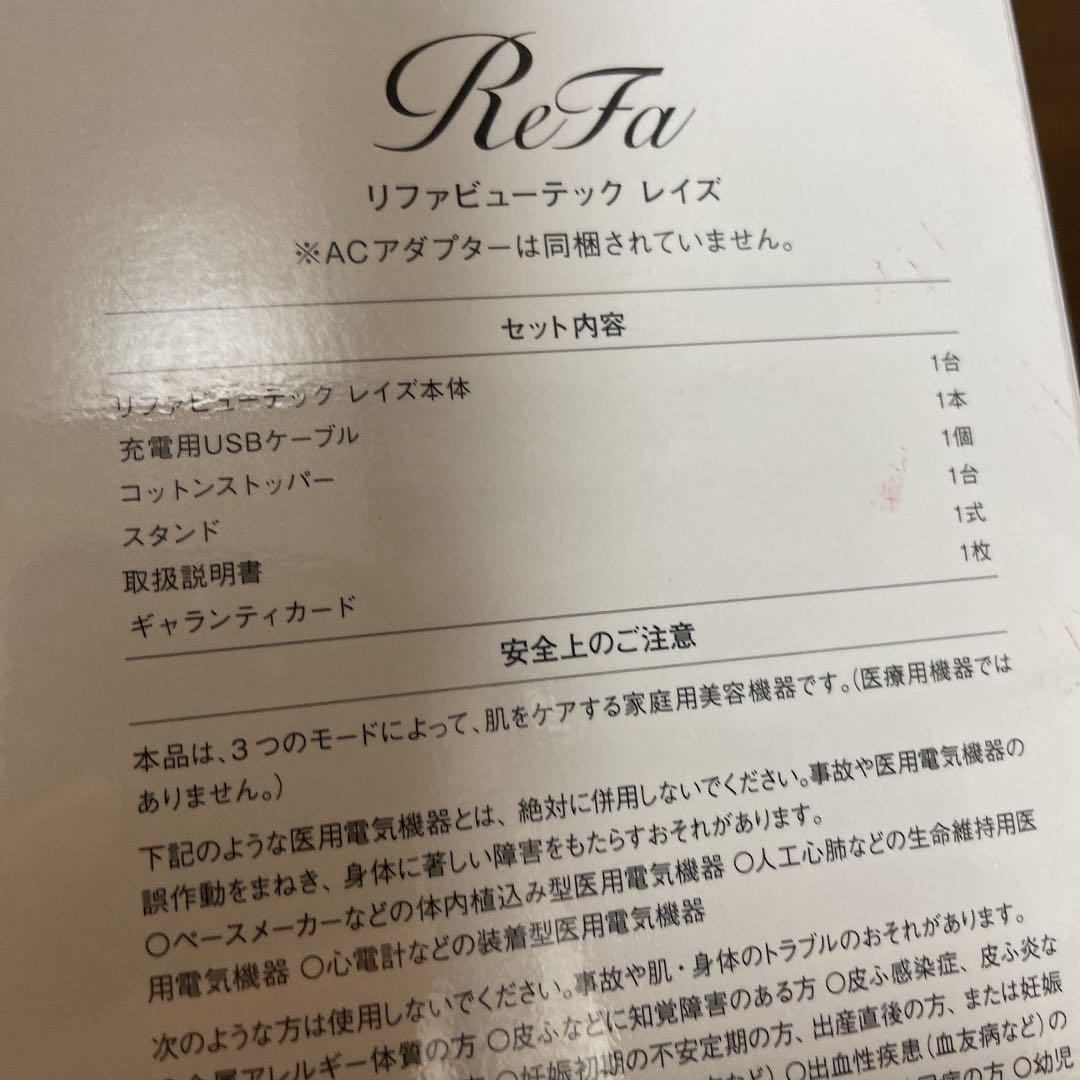 ReFa
リファビューテック レイズ
※ACアダプターは同梱されていません。
セット内容
リファビューテック レイズ本体 1台
充電用USBケーブル 1本
コットンストッパー 1個
スタンド 1台
取扱説明書 1式
ギャランティカード 1枚
安全上のご注意
本品は、3つのモードによって、肌をケアする家庭用美容機器です。(医療用機器では
ありません。)
下記のような医用電気機器とは、絶対に併用しないでください。事故や医用電気機器の
誤作動をまねき、身体に著しい障害をもたらすおそれがあります。
○ペースメーカーなどの体内植込み型医用電気機器 ○人工心肺などの生命維持用医
用電気機器 ○心電計などの装着型医用電気機器
次のような方は使用しないでください。事故や肌・身体のトラブルのおそれがあります。
アレルギー体質の方 ○皮ふなどに知覚障害のある方 ○皮ふ感染症、皮ふ炎な
○妊娠初期の不安定期の方、出産直後の方、または妊娠
○出血性疾患(血友病など)の
の方 ○幼児